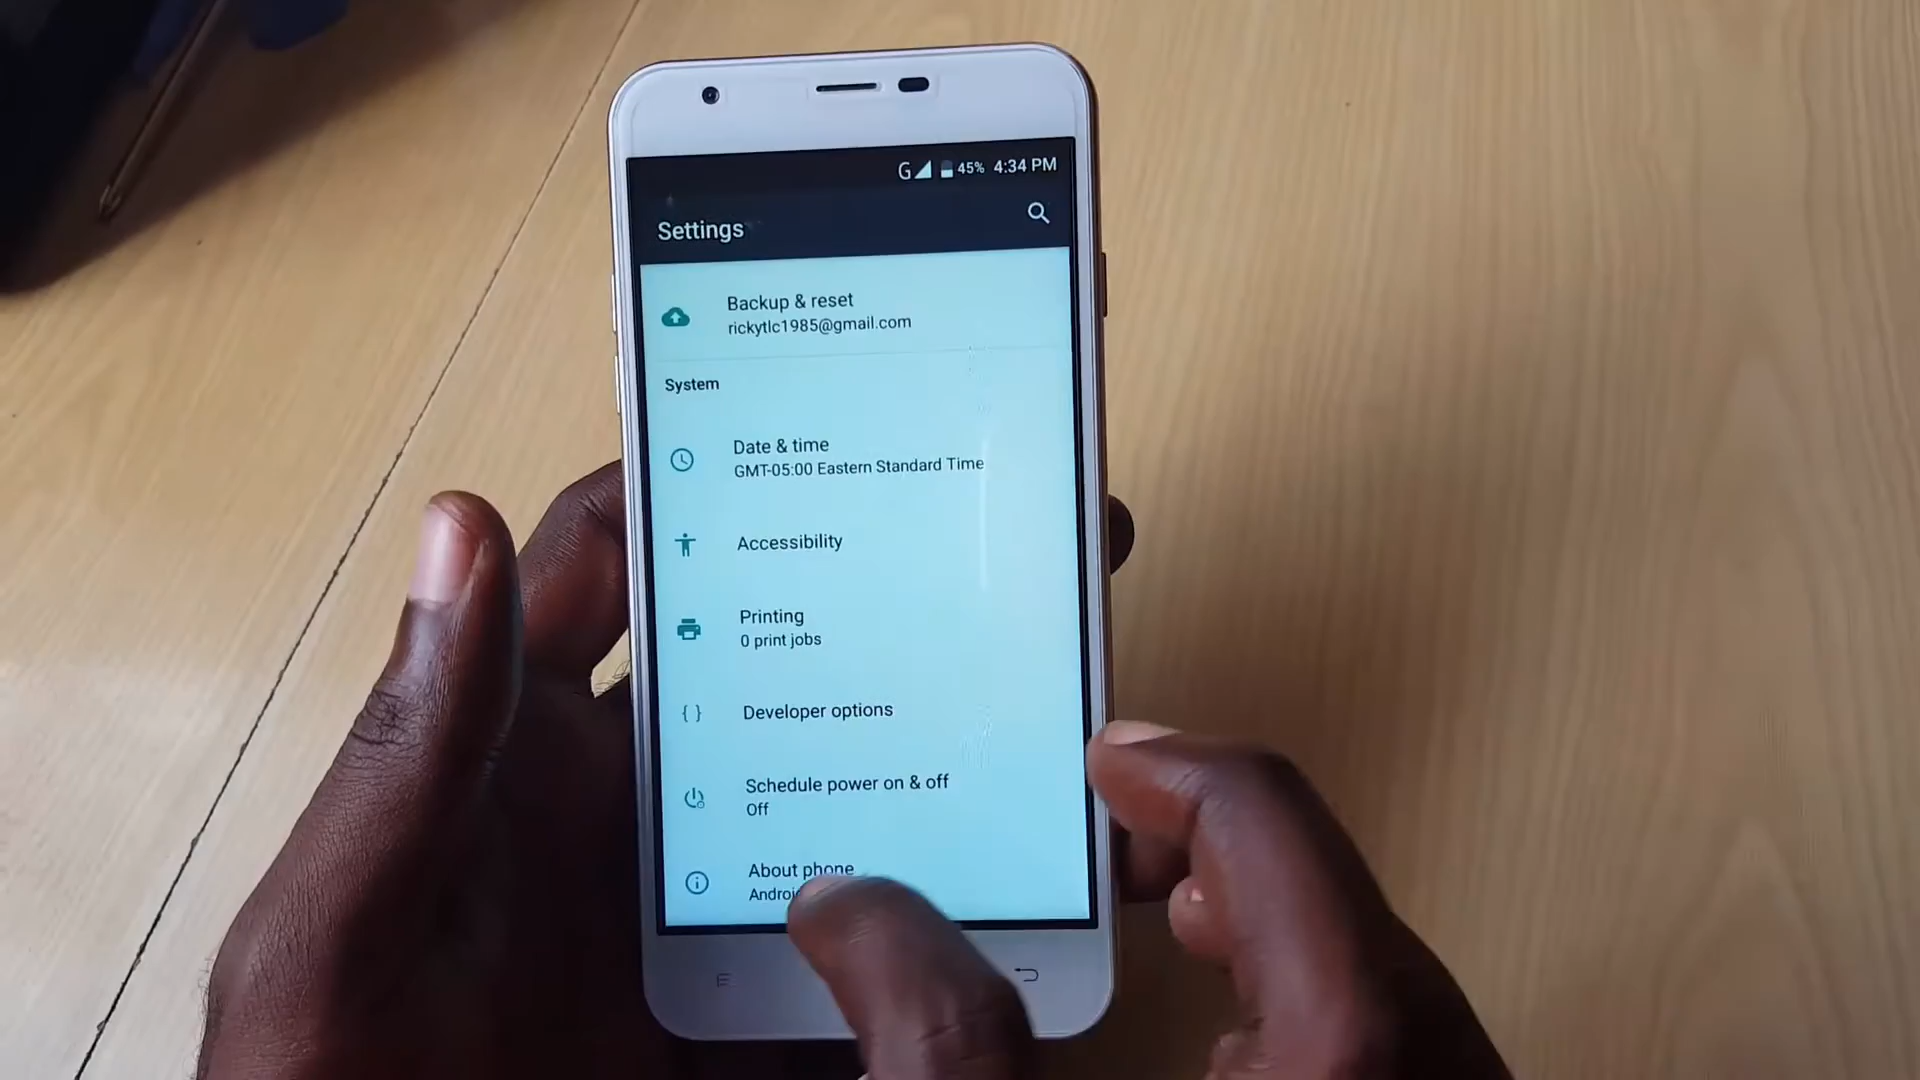 G 45% 4:34 PM
Settings
Backup & reset
rickytlc1985@gmail.com
System
Date & time
GMT-05:00 Eastern Standard Time
Accessibility
Printing
0 print jobs
Developer options
Schedule power on & off
Off
About phone